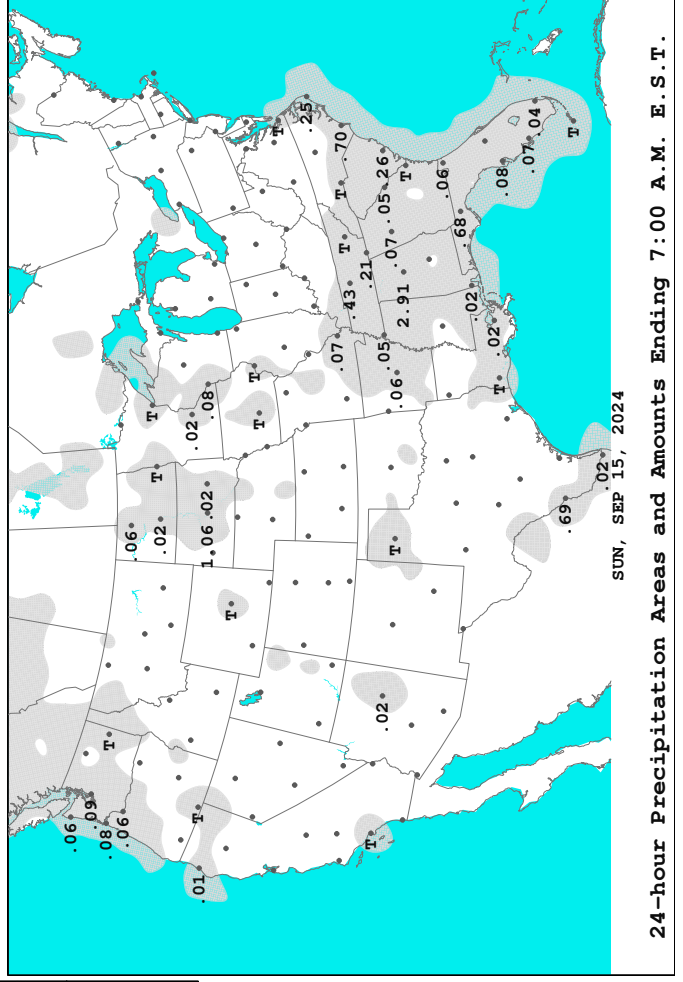 .06
.09
.08
T
.06
.06
T
T
.02
.02
.01
T
1.06 .02
.08
T
T
T
T
.25
.07
T
.70
T
.43
.21
T
.02
.05
.05
.26
.07
T
.06
2.91
T
.06
.68
.02
.02
T
.08
.07
.04
.69
T
.02
SUN, SEP 15, 2024
24-hour Precipitation Areas and Amounts Ending 7:00 A.M. E.S.T.